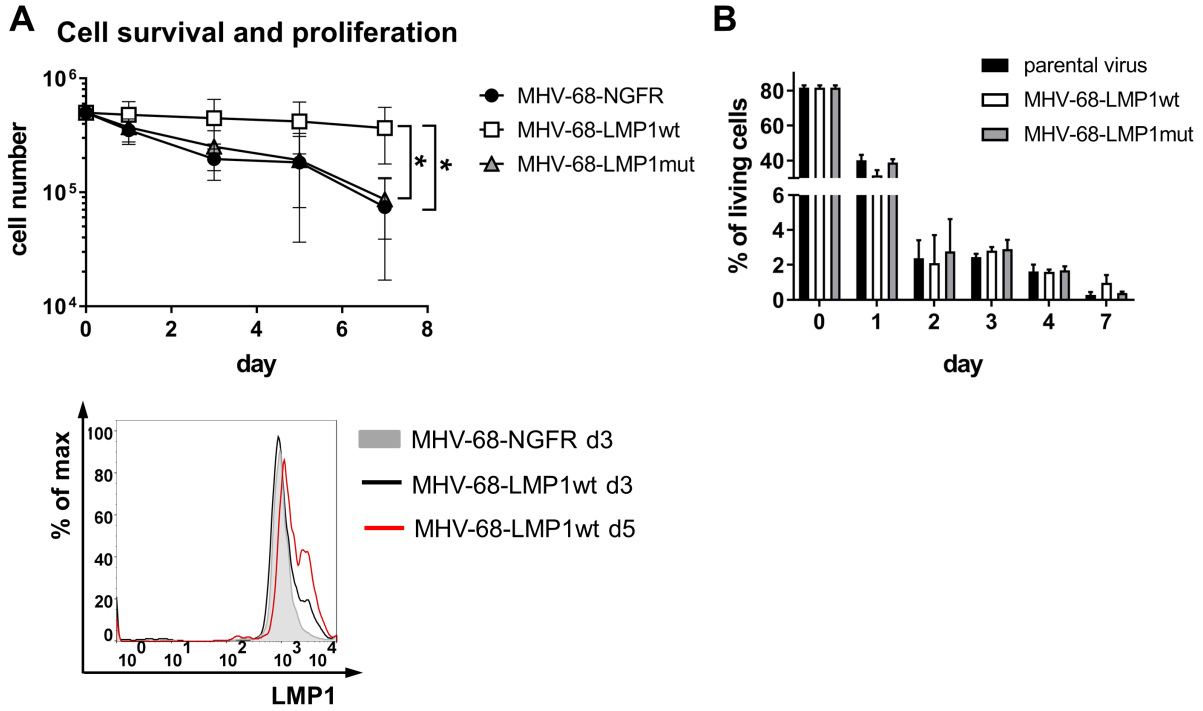 A
Cell survival and proliferation
cell number
10⁶
10⁵
10⁴
0 2 4 6 8
day
* *
MHV-68-NGFR
MHV-68-LMP1wt
MHV-68-LMP1mut
B
% of living cells
80
60
40
6
4
2
0
0 1 2 3 4 7
day
parental virus
MHV-68-LMP1wt
MHV-68-LMP1mut
% of max
100
80
60
40
20
0
10⁰ 10¹ 10² 10³ 10⁴
LMP1
MHV-68-NGFR d3
MHV-68-LMP1wt d3
MHV-68-LMP1wt d5